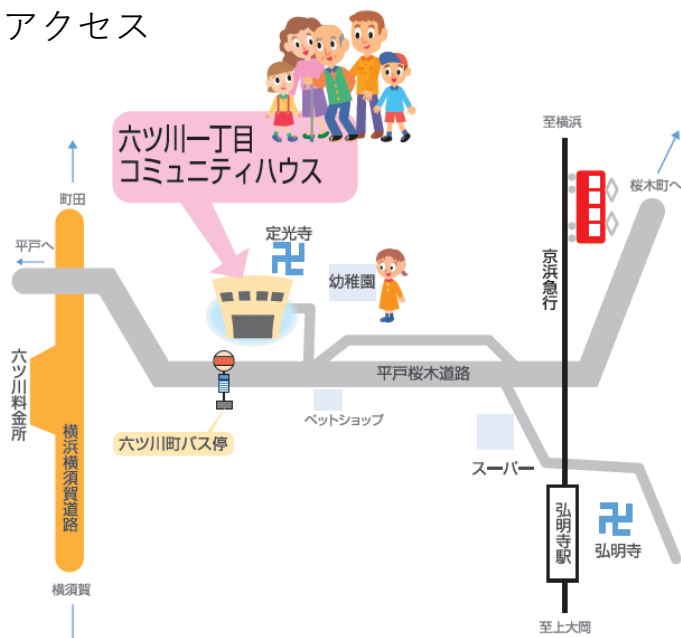 アクセス
六ツ川一丁目
コミュニティハウス
至横浜
町田
桜木町へ
平戸へ
定光寺
幼稚園
京浜急行
六ツ川料金所
平戸桜木道路
ペットショップ
六ツ川町バス停
横浜横須賀道路
スーパー
弘明寺駅
弘明寺
横須賀
至上大岡